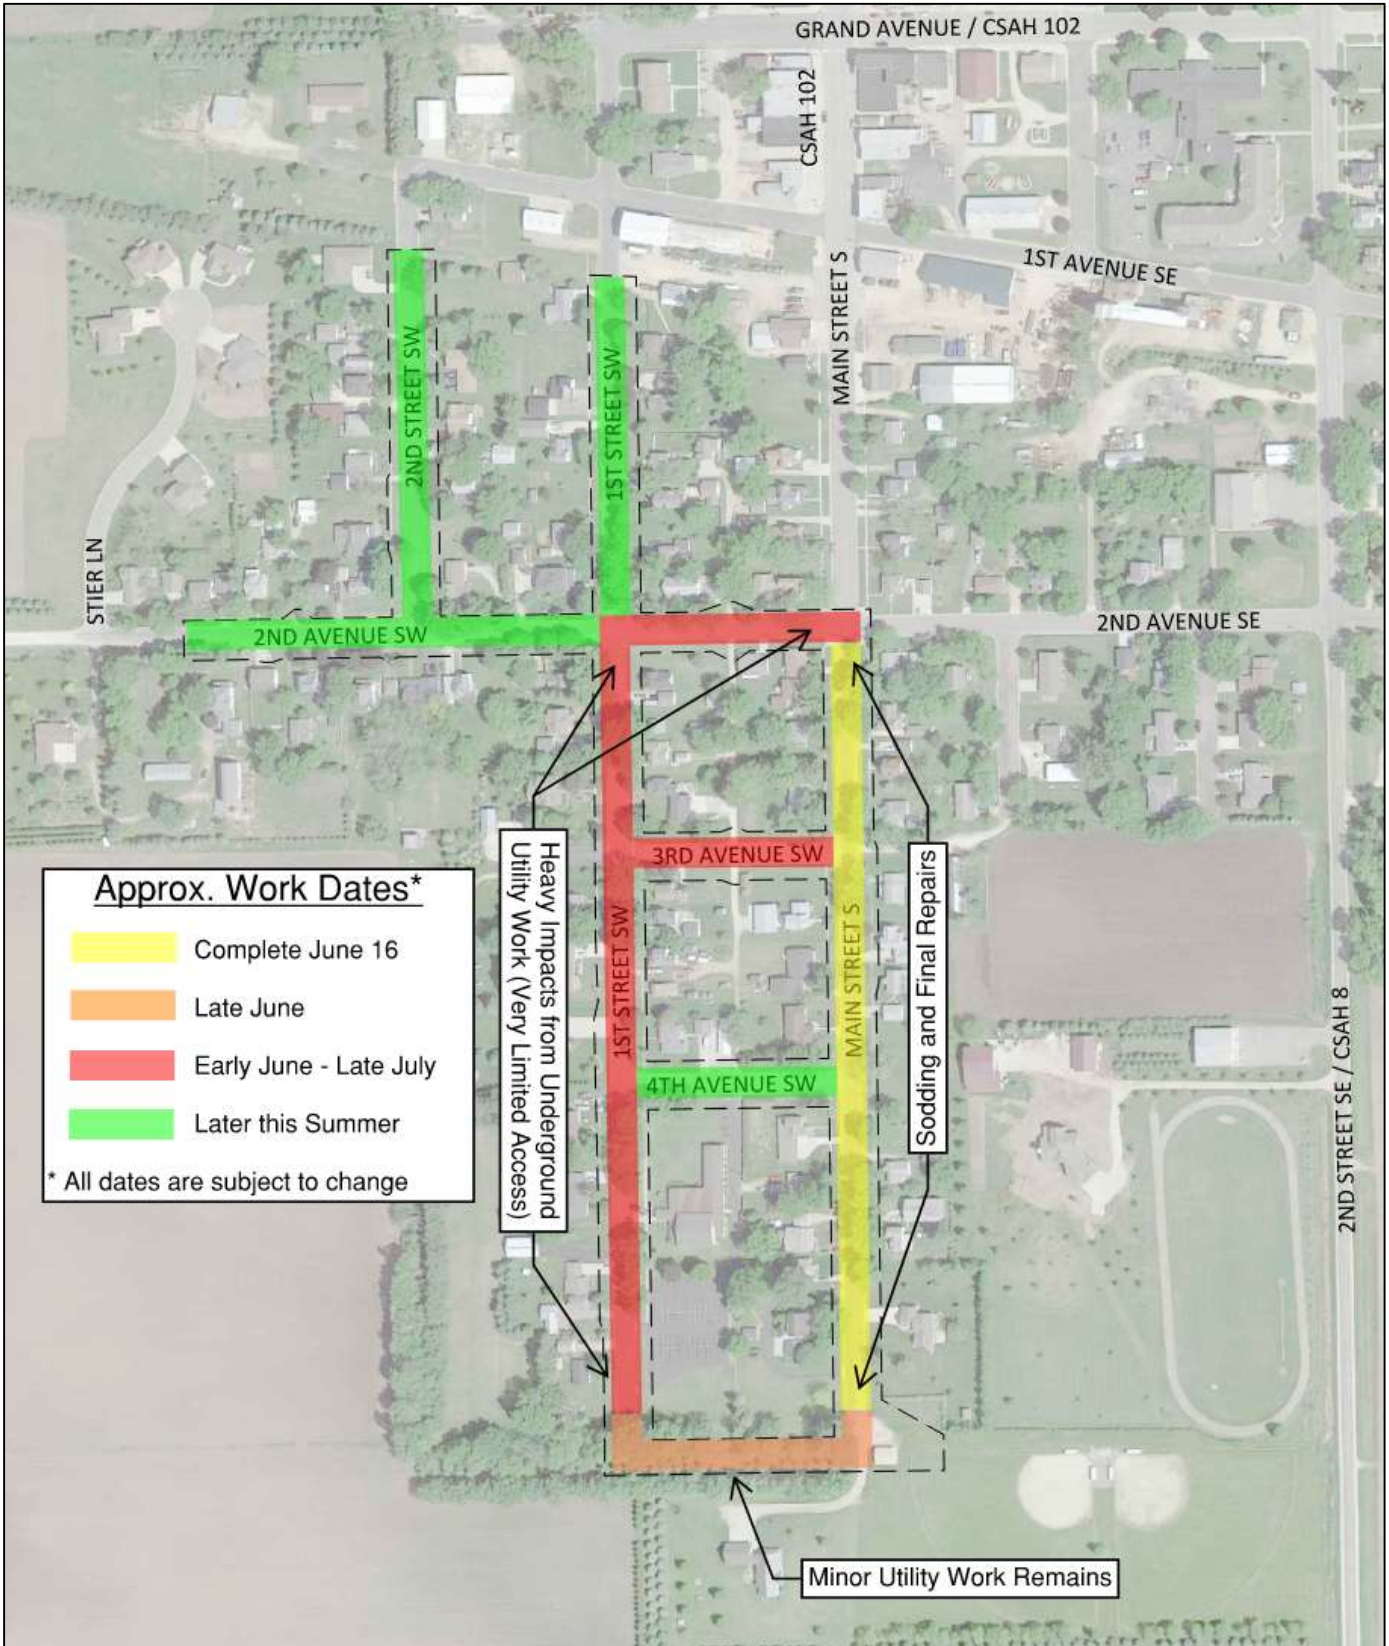 GRAND AVENUE / CSAH 102
CSAH 102
1ST AVENUE SE
MAIN STREET S
2ND STREET SW
1ST STREET SW
STIER LN
2ND AVENUE SW
2ND AVENUE SE
3RD AVENUE SW
1ST STREET SW
MAIN STREET S
4TH AVENUE SW
2ND STREET SE / CSAH 8
Heavy Impacts from Underground
Utility Work (Very Limited Access)
Sodding and Final Repairs
Approx. Work Dates*
Complete June 16
Late June
Early June - Late July
Later this Summer
* All dates are subject to change
Minor Utility Work Remains